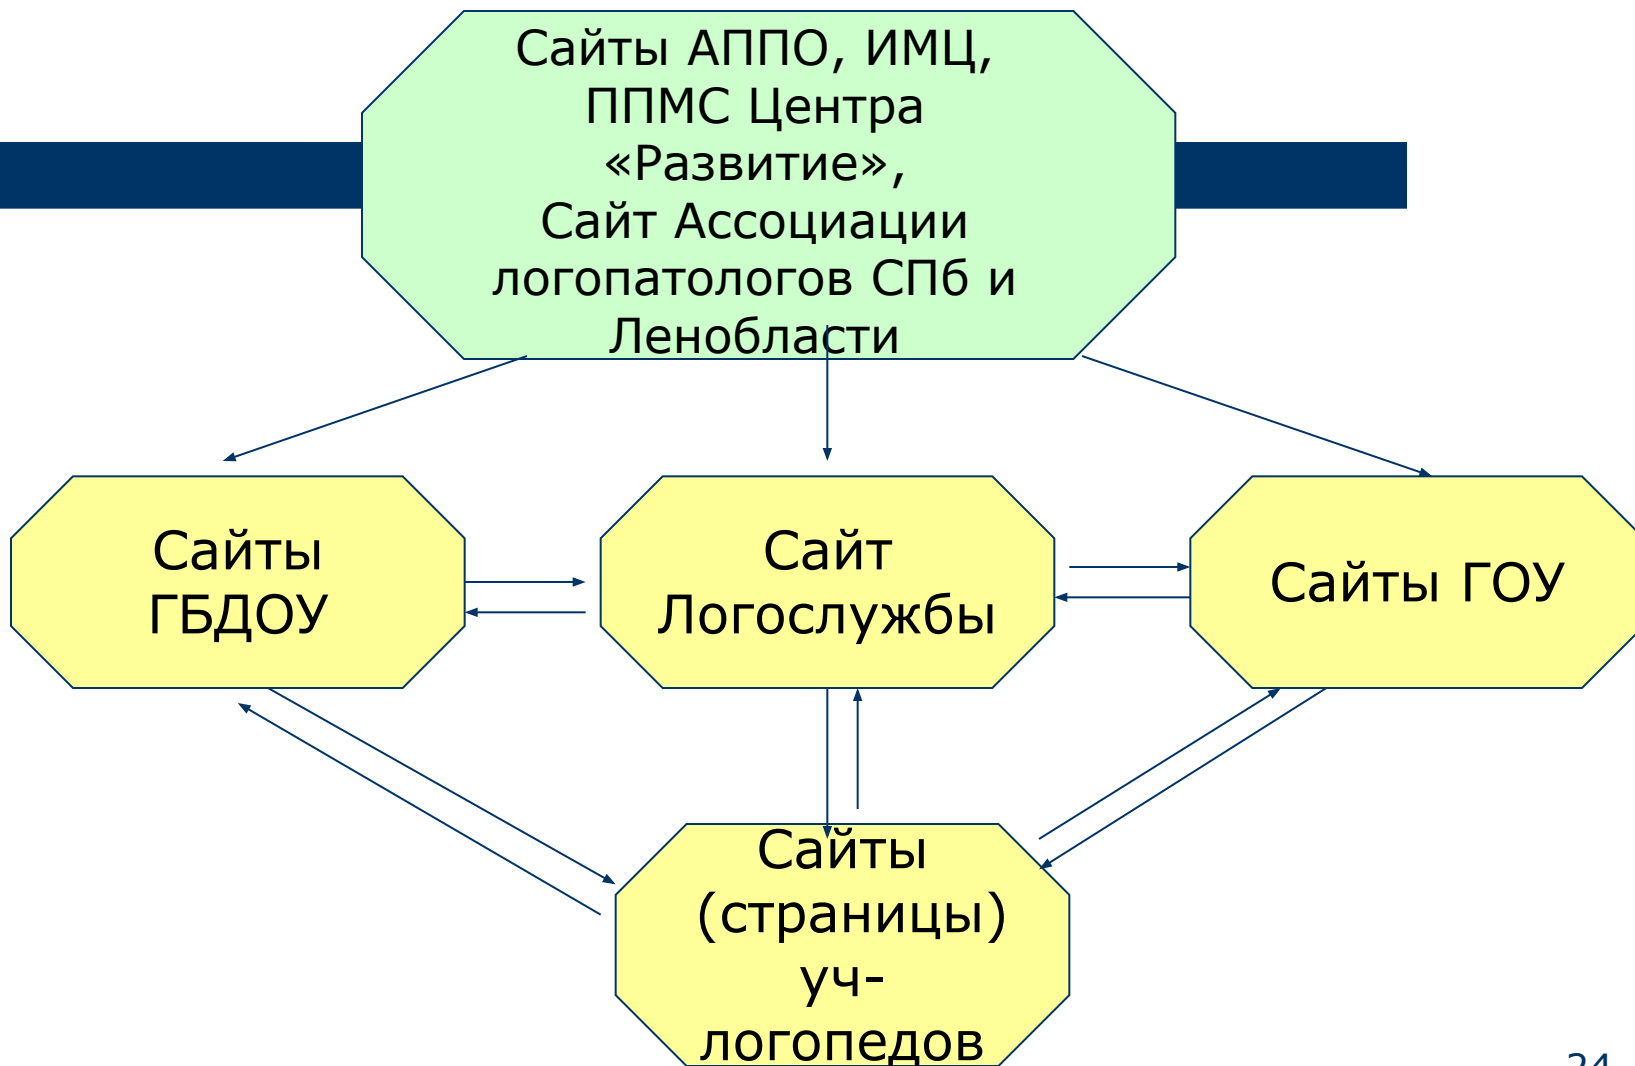 Сайты АППО, ИМЦ,
ППМС Центра
«Развитие»,
Сайт Ассоциации
логопатологов СПб и
Ленобласти
Сайты
ГБДОУ
Сайт
Логослужбы
Сайты ГОУ
Сайты
(страницы)
уч-
логопедов
24